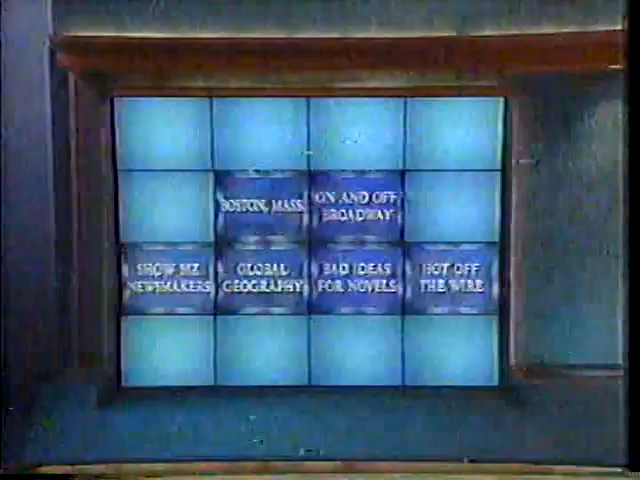 BOSTON, MASS.
ON AND OFF
BROADWAY
SHOW ME
NEWSMAKERS
GLOBAL
GEOGRAPHY
BAD IDEAS
FOR NOVELS
HOT OFF
THE WIRE